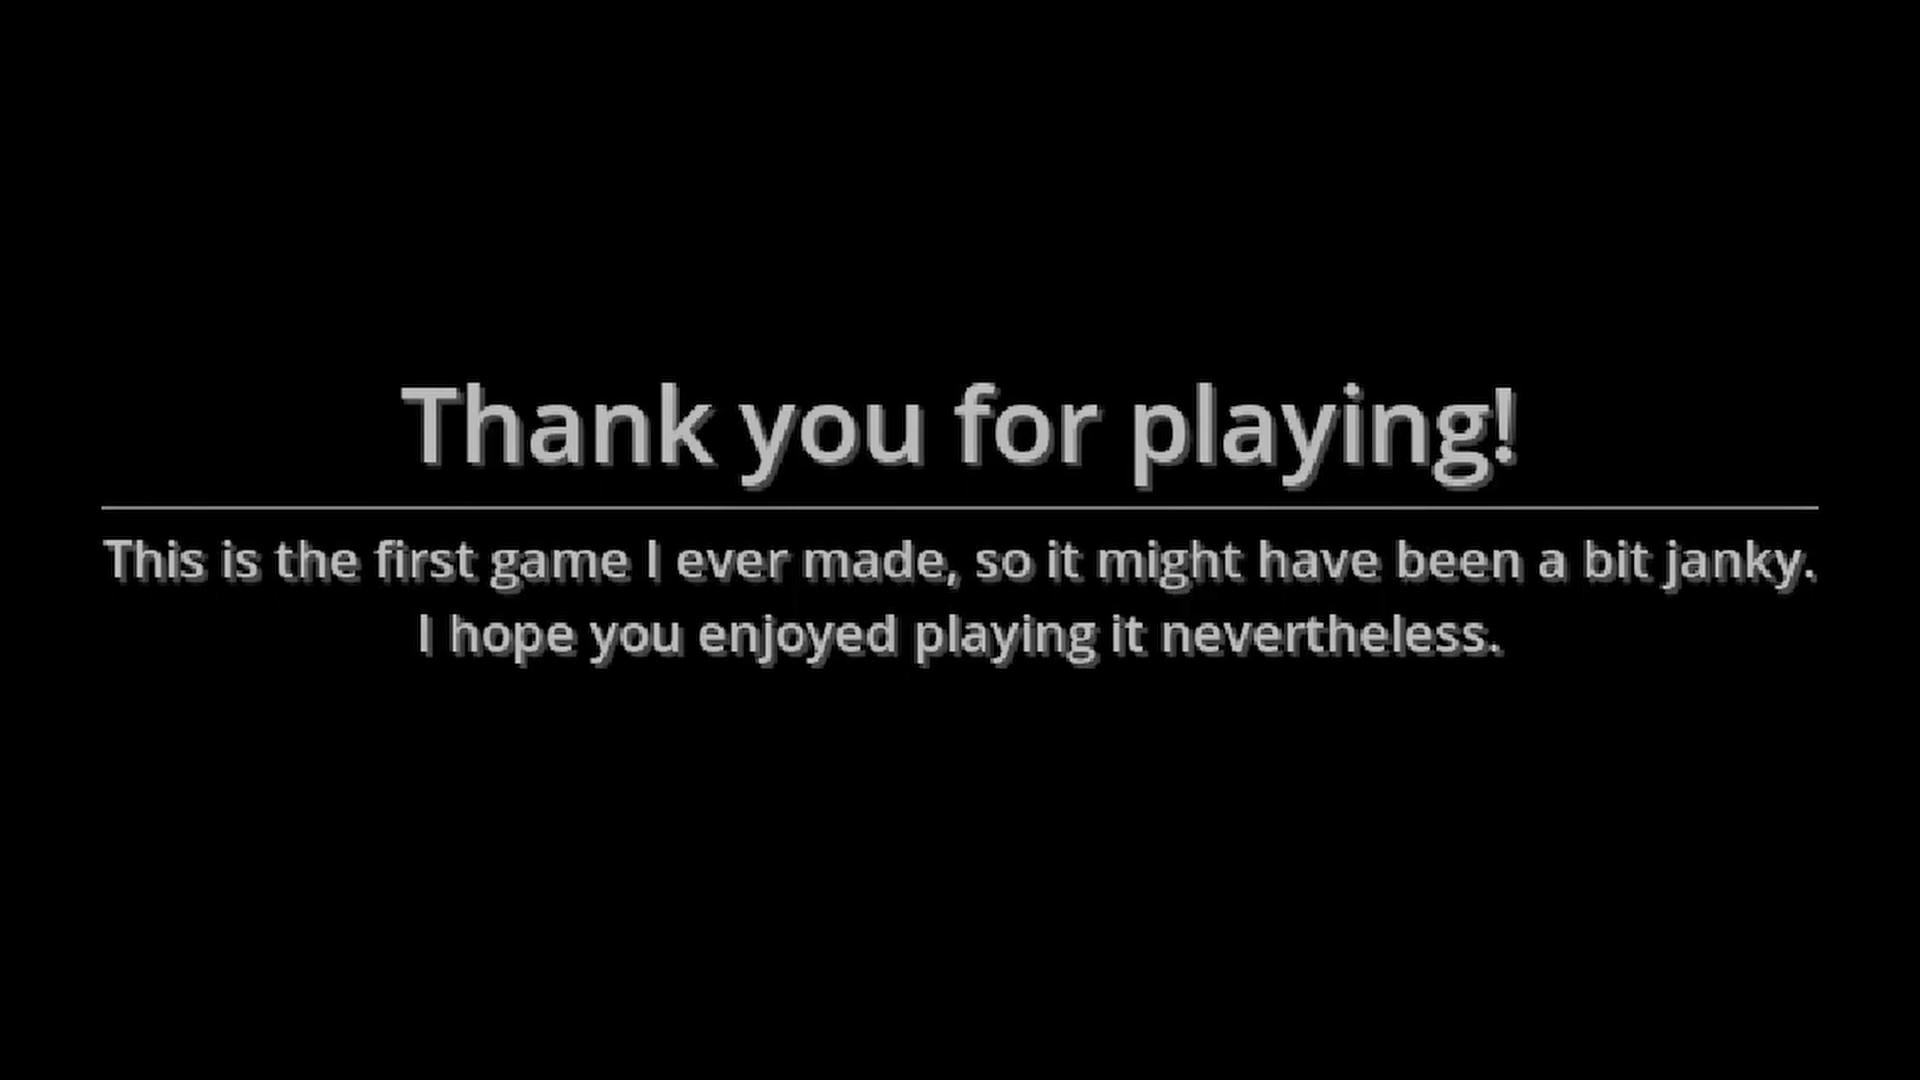 Thank you for playing!
This is the first game I ever made, so it might have been a bit janky.
I hope you enjoyed playing it nevertheless.